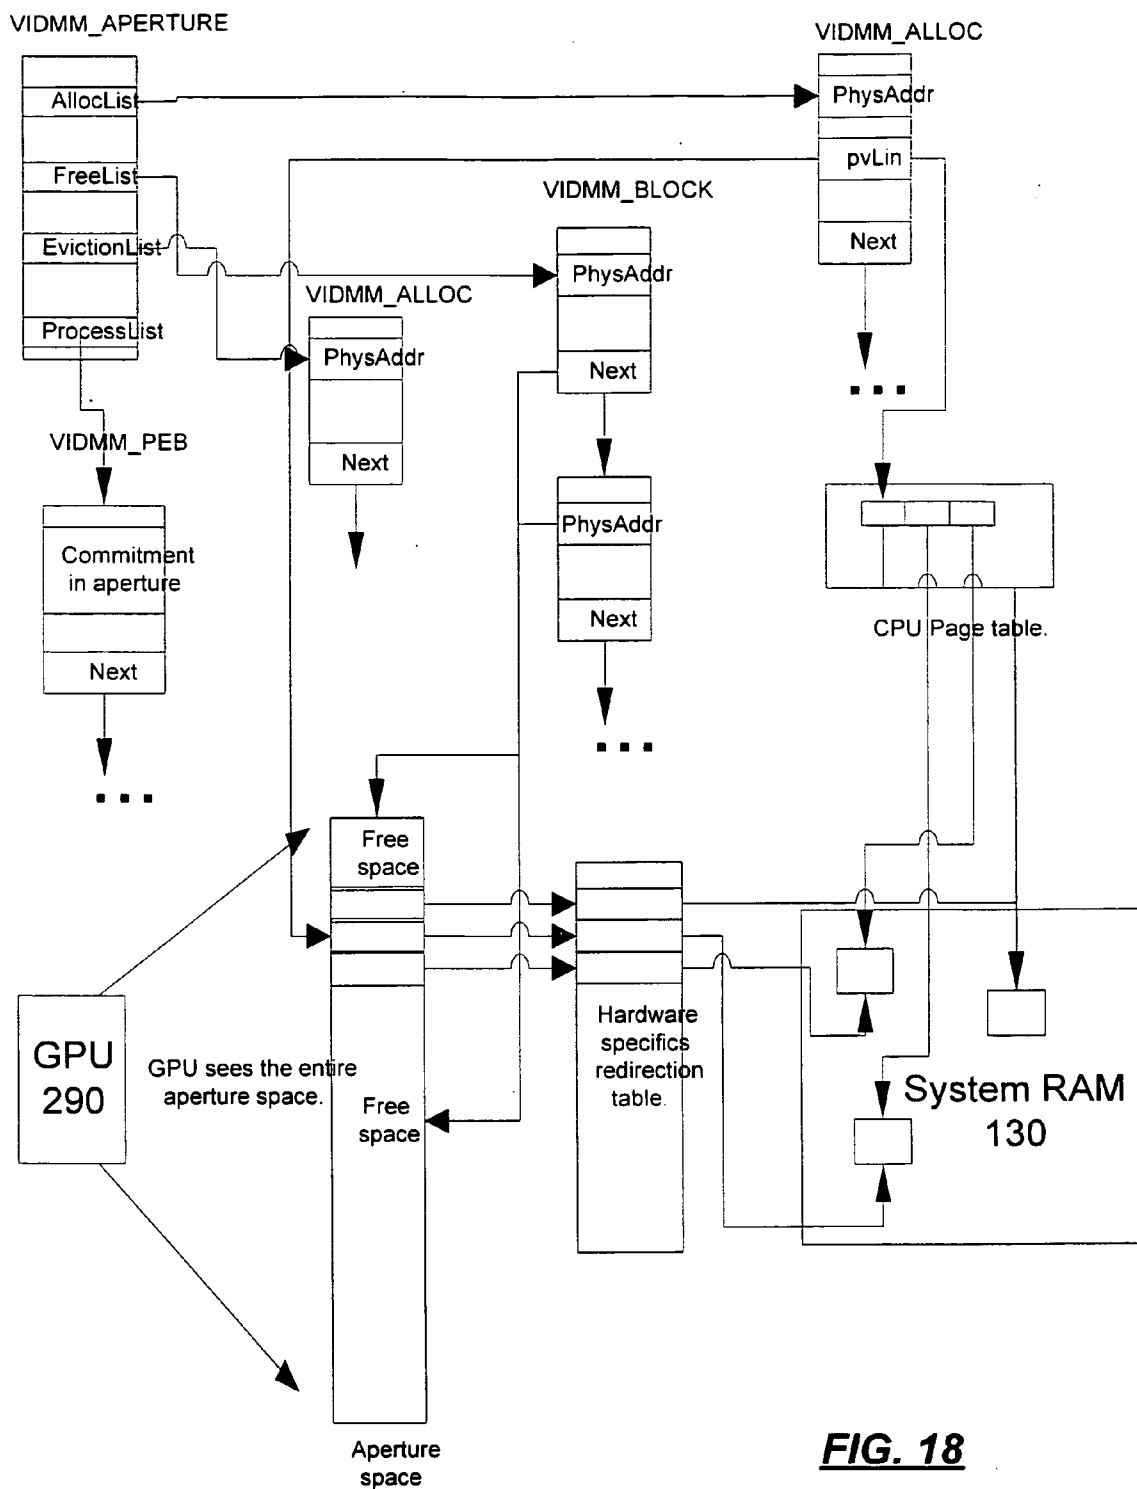 VIDMM_APERTURE
VIDMM_ALLOC
AllocList
PhysAddr
pvLin
FreeList
VIDMM_BLOCK
Next
EvictionList
PhysAddr
VIDMM_ALLOC
ProcessList
PhysAddr
Next
VIDMM_PEB
Next
PhysAddr
Commitment
in aperture
Next
CPU Page table.
Next
Free
space
Hardware
specifics
redirection
table.
GPU
290
GPU sees the entire
aperture space.
Free
space
System RAM
130
Aperture
space
FIG. 18